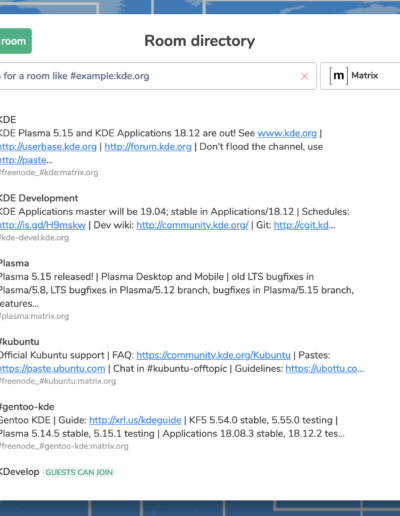 room
Room directory
for a room like #example:kde.org
[m] Matrix
KDE
KDE Plasma 5.15 and KDE Applications 18.12 are out! See www.kde.org |
http://userbase.kde.org | http://forum.kde.org | Don't flood the channel, use
http://paste...
#freenode_#kde:matrix.org
KDE Development
KDE Applications master will be 19.04; stable in Applications/18.12 | Schedules:
http://is.gd/H9mskw | Dev wiki: http://community.kde.org/ | Git: http://cgit.kd...
#kde-devel:kde.org
Plasma
Plasma 5.15 released! | Plasma Desktop and Mobile | old LTS bugfixes in
Plasma/5.8, LTS bugfixes in Plasma/5.12 branch, bugfixes in Plasma/5.15 branch,
features...
#plasma:matrix.org
#kubuntu
Official Kubuntu support | FAQ: https://community.kde.org/Kubuntu | Pastes:
https://paste.ubuntu.com | Chat in #kubuntu-offtopic | Guidelines: https://ubottu.co...
#freenode_#kubuntu:matrix.org
#gentoo-kde
Gentoo KDE | Guide: http://xrl.us/kdeguide | KF5 5.54.0 stable, 5.55.0 testing |
Plasma 5.14.5 stable, 5.15.1 testing | Applications 18.08.3 stable, 18.12.2 tes...
#freenode_#gentoo-kde:matrix.org
KDevelop GUESTS CAN JOIN